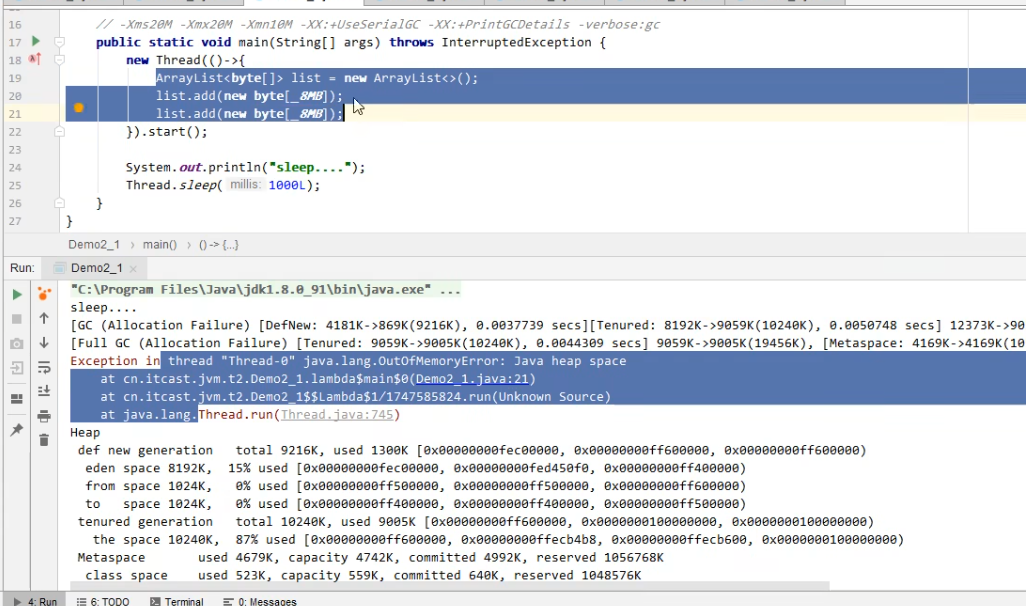 16 // -Xms20M -Xmx20M -Xmn10M -XX:+UseSerialGC -XX:+PrintGCDetails -verbose:gc
17 public static void main(String[] args) throws InterruptedException {
18 new Thread(()->{
19 ArrayList<byte[]> list = new ArrayList<>();
20 list.add(new byte[_8MB]);
21 list.add(new byte[_8MB]);
22 }).start();
23
24 System.out.println("sleep....");
25 Thread.sleep( millis: 1000L);
26 }
27 }
Demo2_1 › main() › () -> {...}
Run: Demo2_1 ×
"C:\Program Files\Java\jdk1.8.0_91\bin\java.exe" ...
sleep....
[GC (Allocation Failure) [DefNew: 4181K->869K(9216K), 0.0037739 secs][Tenured: 8192K->9059K(10240K), 0.0050748 secs] 12373K->90
[Full GC (Allocation Failure) [Tenured: 9059K->9005K(10240K), 0.0044309 secs] 9059K->9005K(19456K), [Metaspace: 4169K->4169K(10
Exception in thread "Thread-0" java.lang.OutOfMemoryError: Java heap space
at cn.itcast.jvm.t2.Demo2_1.lambda$main$0(Demo2_1.java:21)
at cn.itcast.jvm.t2.Demo2_1$$Lambda$1/1747585824.run(Unknown Source)
at java.lang.Thread.run(Thread.java:745)
Heap
def new generation total 9216K, used 1300K [0x00000000fec00000, 0x00000000ff600000, 0x00000000ff600000)
eden space 8192K, 15% used [0x00000000fec00000, 0x00000000fed450f0, 0x00000000ff400000)
from space 1024K, 0% used [0x00000000ff500000, 0x00000000ff500000, 0x00000000ff600000)
to space 1024K, 0% used [0x00000000ff400000, 0x00000000ff400000, 0x00000000ff500000)
tenured generation total 10240K, used 9005K [0x00000000ff600000, 0x0000000100000000, 0x0000000100000000)
the space 10240K, 87% used [0x00000000ff600000, 0x00000000ffecb4b8, 0x00000000ffecb600, 0x0000000100000000)
Metaspace used 4679K, capacity 4742K, committed 4992K, reserved 1056768K
class space used 523K, capacity 559K, committed 640K, reserved 1048576K
4: Run 6: TODO Terminal 0: Messages